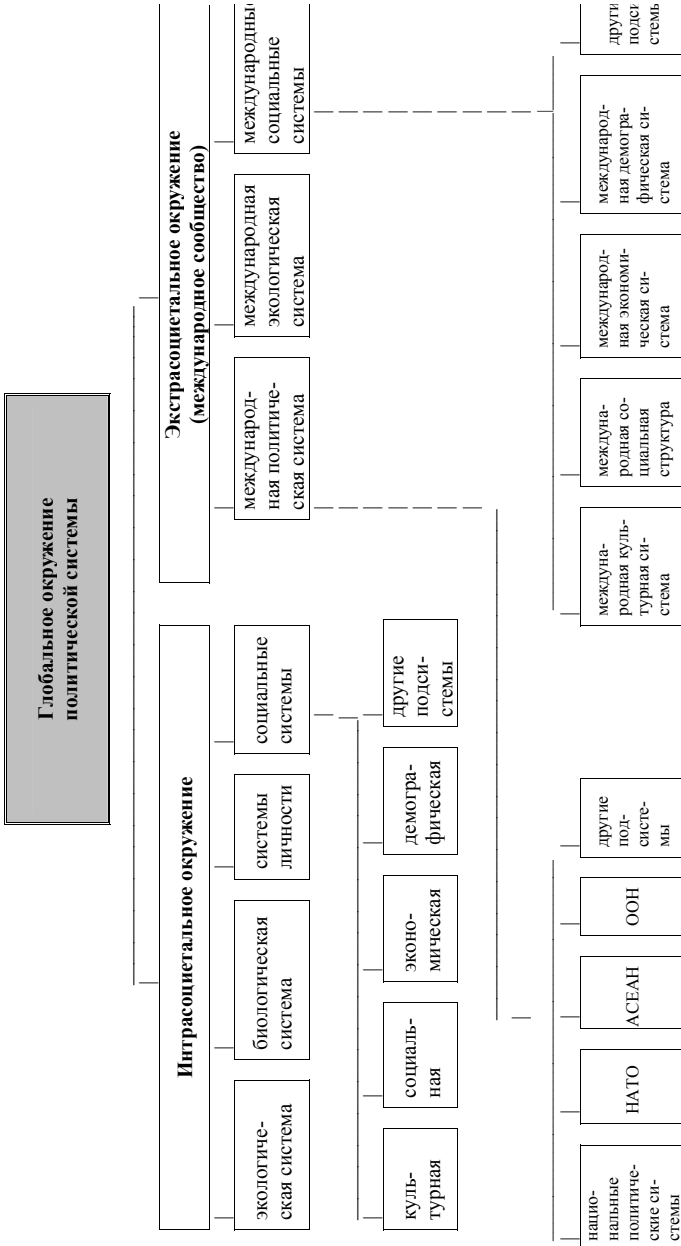 Глобальное окружение
политической системы
Интрасоциетальное окружение
Экстрасоциетальное окружение
(международное сообщество)
экологиче-
ская система
биологическая
система
системы
личности
социальные
системы
международ-
ная политиче-
ская система
международная
экологическая
система
международные
социальные
системы
куль-
турная
социаль-
ная
эконо-
мическая
демогра-
фическая
другие
подси-
стемы
нацио-
нальные
политиче-
ские си-
стемы
НАТО
АСЕАН
ООН
другие
под-
систе-
мы
междуна-
родная куль-
турная си-
стема
междуна-
родная со-
циальная
структура
международ-
ная экономи-
ческая си-
стема
международ-
ная демогра-
фическая си-
стема
други
подси
стемы